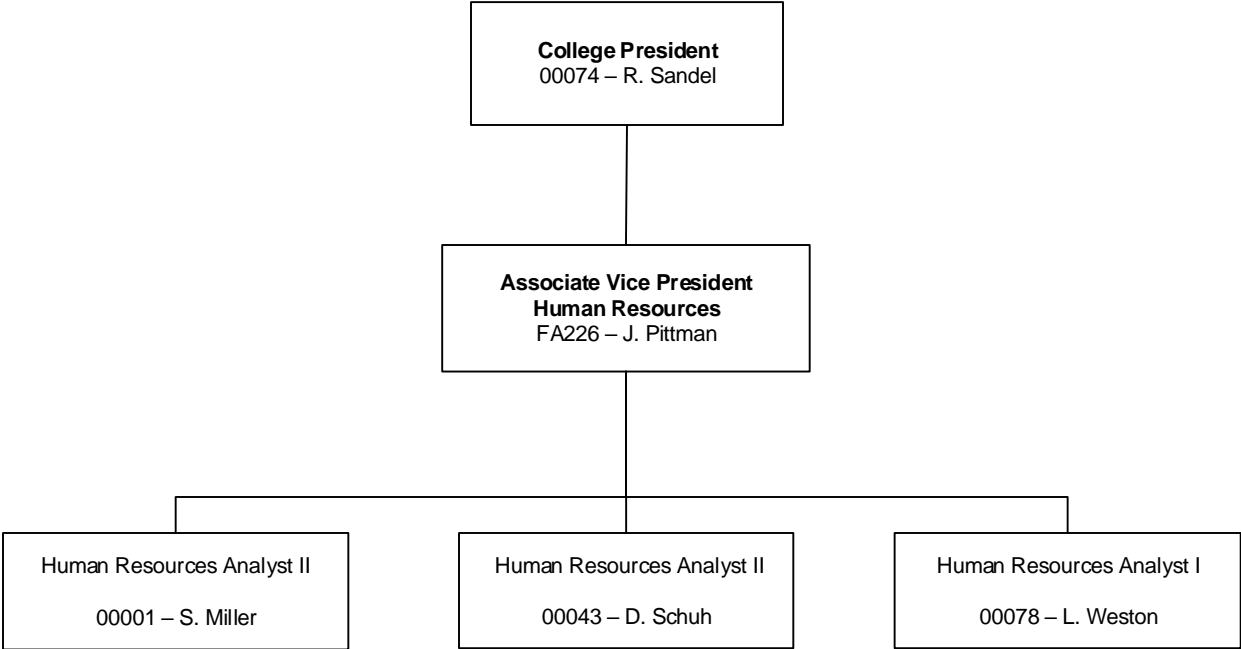 College President
00074 – R. Sandel
Associate Vice President
Human Resources
FA226 – J. Pittman
Human Resources Analyst II
00001 – S. Miller
Human Resources Analyst II
00043 – D. Schuh
Human Resources Analyst I
00078 – L. Weston